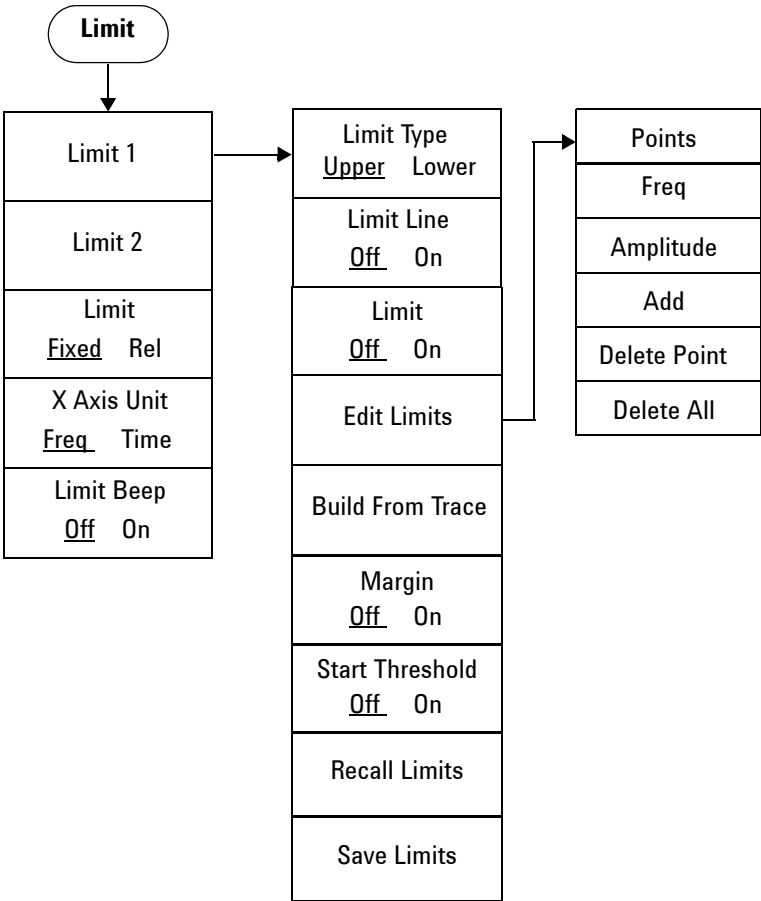 Limit
Limit 1
Limit 2
Limit
Fixed Rel
X Axis Unit
Freq Time
Limit Beep
Off On
Limit Type
Upper Lower
Limit Line
Off On
Limit
Off On
Edit Limits
Build From Trace
Margin
Off On
Start Threshold
Off On
Recall Limits
Save Limits
Points
Freq
Amplitude
Add
Delete Point
Delete All